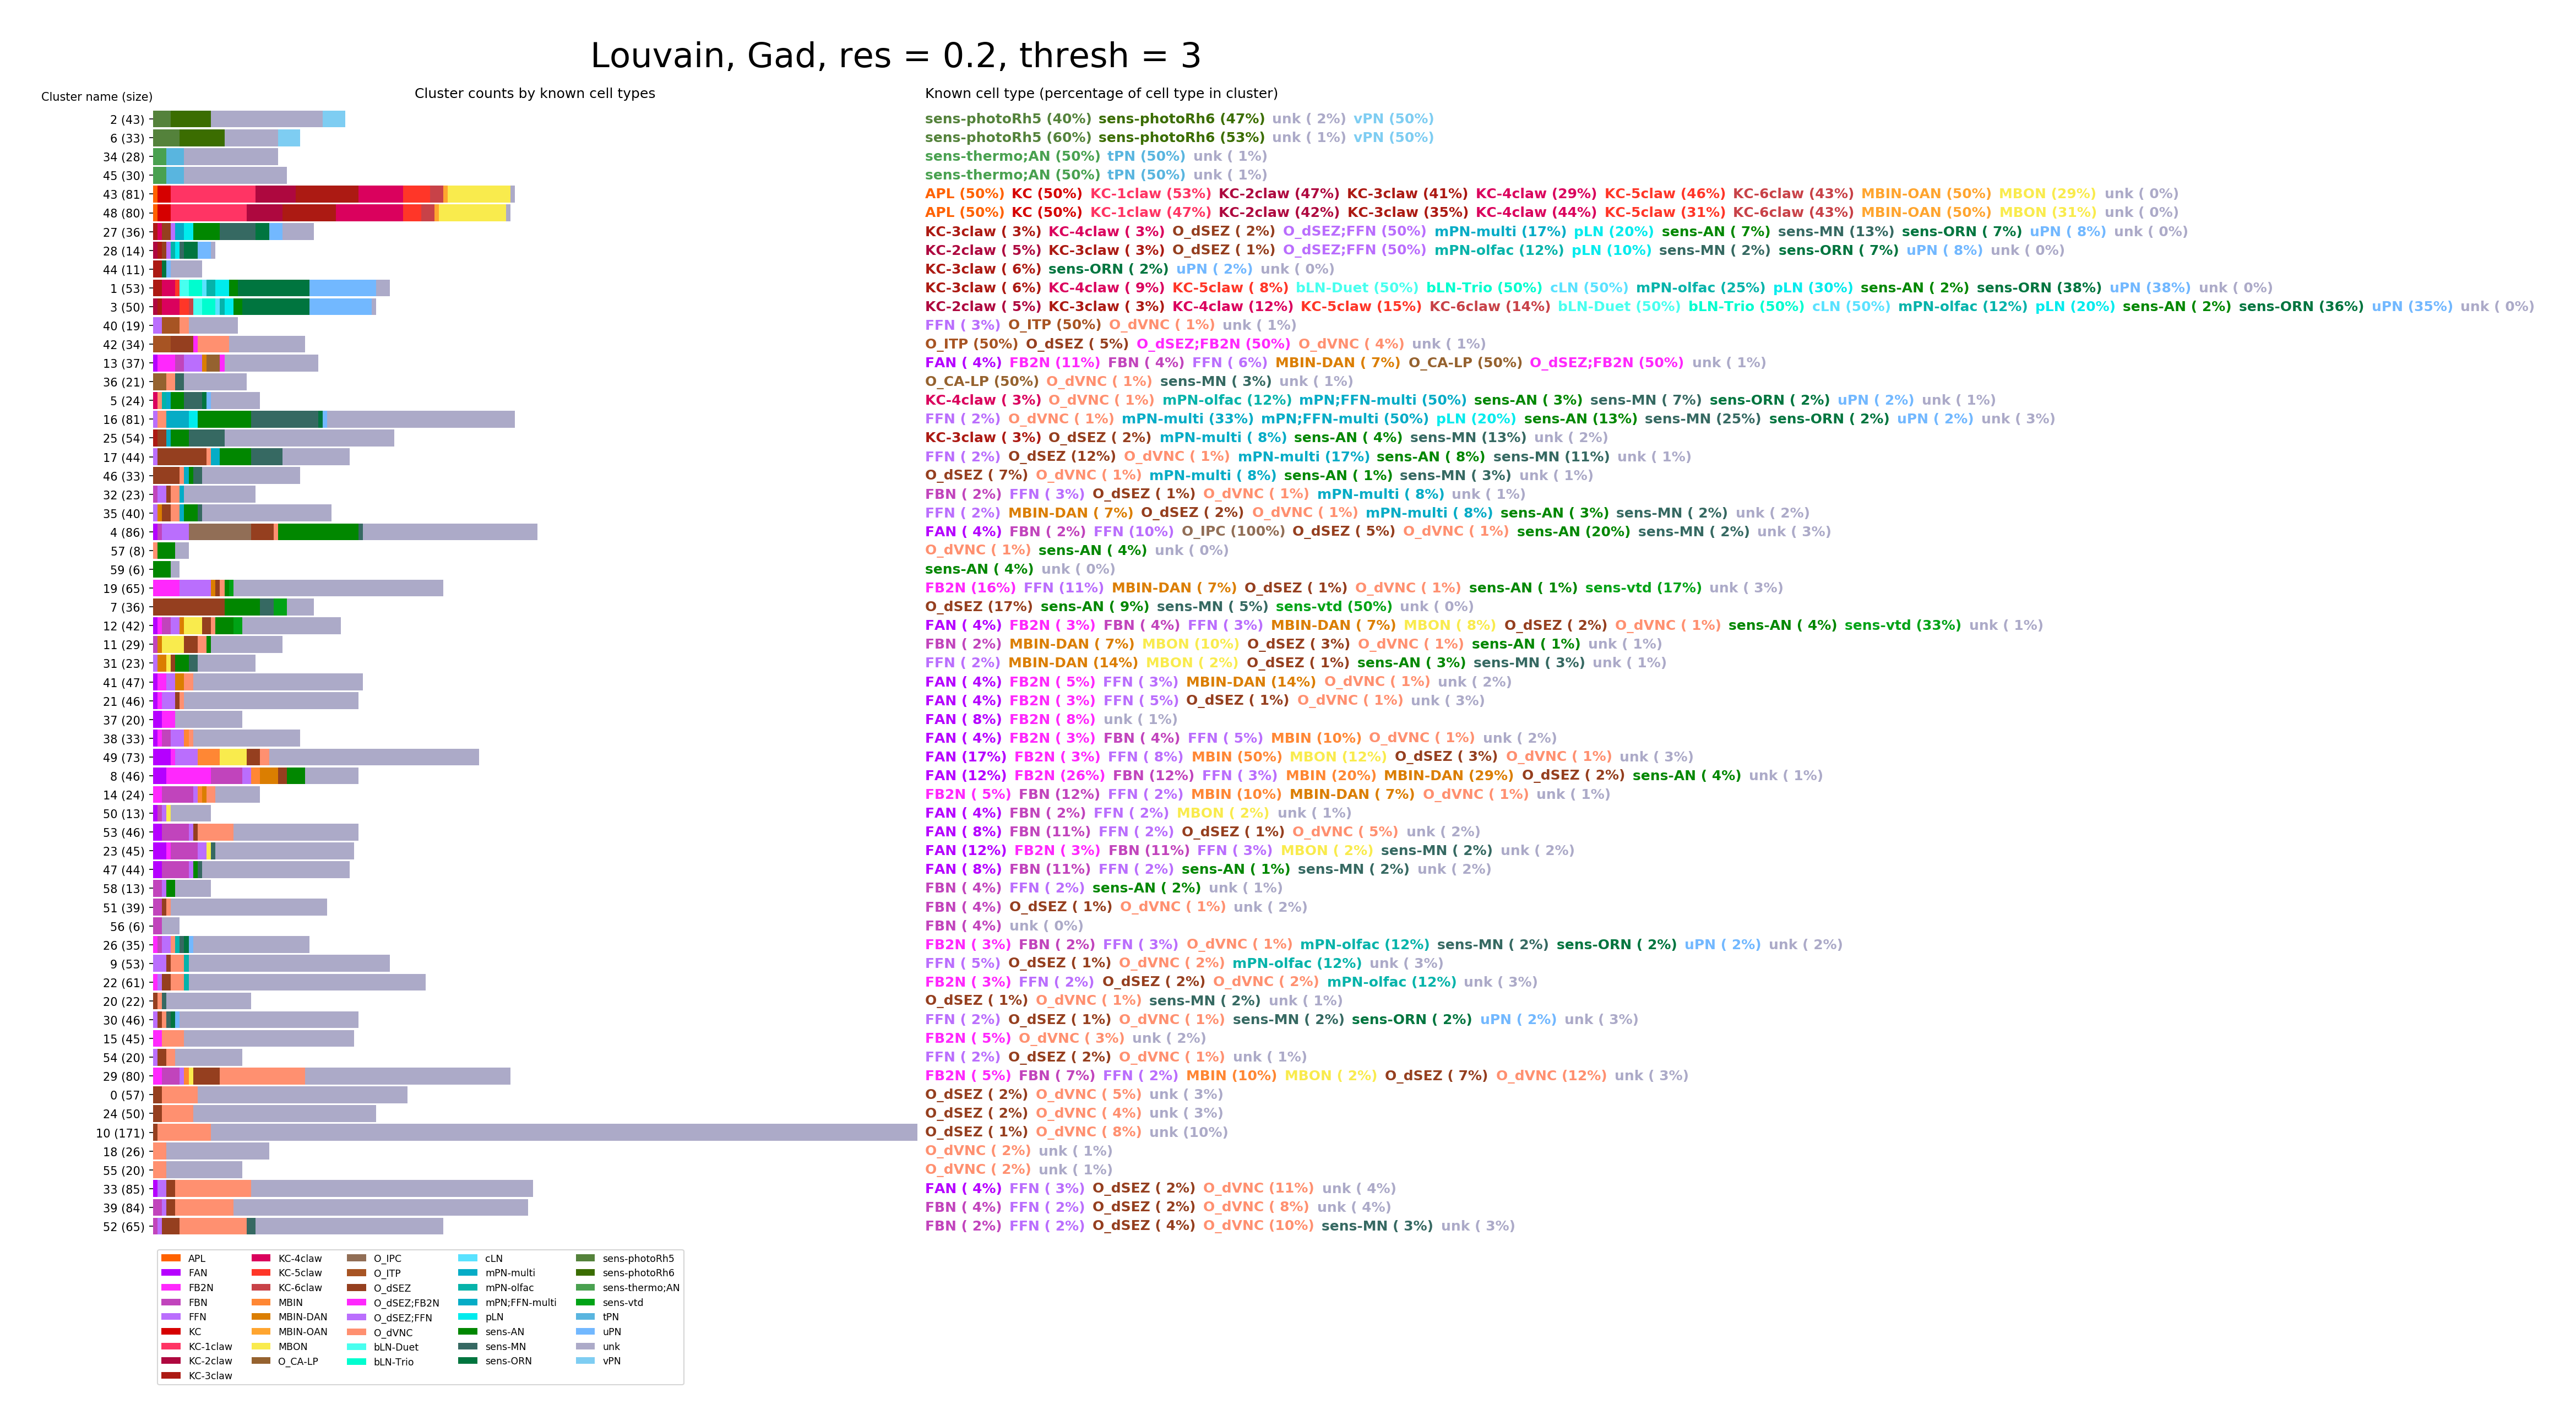 Louvain, Gad, res = 0.2, thresh = 3
Cluster name (size) Cluster counts by known cell types Known cell type (percentage of cell type in cluster)
2 (43) sens-photoRh5 (40%) sens-photoRh6 (47%) unk ( 2%) vPN (50%)
6 (33) sens-photoRh5 (60%) sens-photoRh6 (53%) unk ( 1%) vPN (50%)
34 (28) sens-thermo;AN (50%) tPN (50%) unk ( 1%)
45 (30) sens-thermo;AN (50%) tPN (50%) unk ( 1%)
43 (81) APL (50%) KC (50%) KC-1claw (53%) KC-2claw (47%) KC-3claw (41%) KC-4claw (29%) KC-5claw (46%) KC-6claw (43%) MBIN-OAN (50%) MBON (29%) unk ( 0%)
48 (80) APL (50%) KC (50%) KC-1claw (47%) KC-2claw (42%) KC-3claw (35%) KC-4claw (44%) KC-5claw (31%) KC-6claw (43%) MBIN-OAN (50%) MBON (31%) unk ( 0%)
27 (36) KC-3claw ( 3%) KC-4claw ( 3%) O_dSEZ ( 2%) O_dSEZ;FFN (50%) mPN-multi (17%) pLN (20%) sens-AN ( 7%) sens-MN (13%) sens-ORN ( 7%) uPN ( 8%) unk ( 0%)
28 (14) KC-2claw ( 5%) KC-3claw ( 3%) O_dSEZ ( 1%) O_dSEZ;FFN (50%) mPN-olfac (12%) pLN (10%) sens-MN ( 2%) sens-ORN ( 7%) uPN ( 8%) unk ( 0%)
44 (11) KC-3claw ( 6%) sens-ORN ( 2%) uPN ( 2%) unk ( 0%)
1 (53) KC-3claw ( 6%) KC-4claw ( 9%) KC-5claw ( 8%) bLN-Duet (50%) bLN-Trio (50%) cLN (50%) mPN-olfac (25%) pLN (30%) sens-AN ( 2%) sens-ORN (38%) uPN (38%) unk ( 0%)
3 (50) KC-2claw ( 5%) KC-3claw ( 3%) KC-4claw (12%) KC-5claw (15%) KC-6claw (14%) bLN-Duet (50%) bLN-Trio (50%) cLN (50%) mPN-olfac (12%) pLN (20%) sens-AN ( 2%) sens-ORN (36%) uPN (35%) unk ( 0%)
40 (19) FFN ( 3%) O_ITP (50%) O_dVNC ( 1%) unk ( 1%)
42 (34) O_ITP (50%) O_dSEZ ( 5%) O_dSEZ;FB2N (50%) O_dVNC ( 4%) unk ( 1%)
13 (37) FAN ( 4%) FB2N (11%) FBN ( 4%) FFN ( 6%) MBIN-DAN ( 7%) O_CA-LP (50%) O_dSEZ;FB2N (50%) unk ( 1%)
36 (21) O_CA-LP (50%) O_dVNC ( 1%) sens-MN ( 3%) unk ( 1%)
5 (24) KC-4claw ( 3%) O_dVNC ( 1%) mPN-olfac (12%) mPN;FFN-multi (50%) sens-AN ( 3%) sens-MN ( 7%) sens-ORN ( 2%) uPN ( 2%) unk ( 1%)
16 (81) FFN ( 2%) O_dVNC ( 1%) mPN-multi (33%) mPN;FFN-multi (50%) pLN (20%) sens-AN (13%) sens-MN (25%) sens-ORN ( 2%) uPN ( 2%) unk ( 3%)
25 (54) KC-3claw ( 3%) O_dSEZ ( 2%) mPN-multi ( 8%) sens-AN ( 4%) sens-MN (13%) unk ( 2%)
17 (44) FFN ( 2%) O_dSEZ (12%) O_dVNC ( 1%) mPN-multi (17%) sens-AN ( 8%) sens-MN (11%) unk ( 1%)
46 (33) O_dSEZ ( 7%) O_dVNC ( 1%) mPN-multi ( 8%) sens-AN ( 1%) sens-MN ( 3%) unk ( 1%)
32 (23) FBN ( 2%) FFN ( 3%) O_dSEZ ( 1%) O_dVNC ( 1%) mPN-multi ( 8%) unk ( 1%)
35 (40) FFN ( 2%) MBIN-DAN ( 7%) O_dSEZ ( 2%) O_dVNC ( 1%) mPN-multi ( 8%) sens-AN ( 3%) sens-MN ( 2%) unk ( 2%)
4 (86) FAN ( 4%) FBN ( 2%) FFN (10%) O_IPC (100%) O_dSEZ ( 5%) O_dVNC ( 1%) sens-AN (20%) sens-MN ( 2%) unk ( 3%)
57 (8) O_dVNC ( 1%) sens-AN ( 4%) unk ( 0%)
59 (6) sens-AN ( 4%) unk ( 0%)
19 (65) FB2N (16%) FFN (11%) MBIN-DAN ( 7%) O_dSEZ ( 1%) O_dVNC ( 1%) sens-AN ( 1%) sens-vtd (17%) unk ( 3%)
7 (36) O_dSEZ (17%) sens-AN ( 9%) sens-MN ( 5%) sens-vtd (50%) unk ( 0%)
12 (42) FAN ( 4%) FB2N ( 3%) FBN ( 4%) FFN ( 3%) MBIN-DAN ( 7%) MBON ( 8%) O_dSEZ ( 2%) O_dVNC ( 1%) sens-AN ( 4%) sens-vtd (33%) unk ( 1%)
11 (29) FBN ( 2%) MBIN-DAN ( 7%) MBON (10%) O_dSEZ ( 3%) O_dVNC ( 1%) sens-AN ( 1%) unk ( 1%)
31 (23) FFN ( 2%) MBIN-DAN (14%) MBON ( 2%) O_dSEZ ( 1%) sens-AN ( 3%) sens-MN ( 3%) unk ( 1%)
41 (47) FAN ( 4%) FB2N ( 5%) FFN ( 3%) MBIN-DAN (14%) O_dVNC ( 1%) unk ( 2%)
21 (46) FAN ( 4%) FB2N ( 3%) FFN ( 5%) O_dSEZ ( 1%) O_dVNC ( 1%) unk ( 3%)
37 (20) FAN ( 8%) FB2N ( 8%) unk ( 1%)
38 (33) FAN ( 4%) FB2N ( 3%) FBN ( 4%) FFN ( 5%) MBIN (10%) O_dVNC ( 1%) unk ( 2%)
49 (73) FAN (17%) FB2N ( 3%) FFN ( 8%) MBIN (50%) MBON (12%) O_dSEZ ( 3%) O_dVNC ( 1%) unk ( 3%)
8 (46) FAN (12%) FB2N (26%) FBN (12%) FFN ( 3%) MBIN (20%) MBIN-DAN (29%) O_dSEZ ( 2%) sens-AN ( 4%) unk ( 1%)
14 (24) FB2N ( 5%) FBN (12%) FFN ( 2%) MBIN (10%) MBIN-DAN ( 7%) O_dVNC ( 1%) unk ( 1%)
50 (13) FAN ( 4%) FBN ( 2%) FFN ( 2%) MBON ( 2%) unk ( 1%)
53 (46) FAN ( 8%) FBN (11%) FFN ( 2%) O_dSEZ ( 1%) O_dVNC ( 5%) unk ( 2%)
23 (45) FAN (12%) FB2N ( 3%) FBN (11%) FFN ( 3%) MBON ( 2%) sens-MN ( 2%) unk ( 2%)
47 (44) FAN ( 8%) FBN (11%) FFN ( 2%) sens-AN ( 1%) sens-MN ( 2%) unk ( 2%)
58 (13) FBN ( 4%) FFN ( 2%) sens-AN ( 2%) unk ( 1%)
51 (39) FBN ( 4%) O_dSEZ ( 1%) O_dVNC ( 1%) unk ( 2%)
56 (6) FBN ( 4%) unk ( 0%)
26 (35) FB2N ( 3%) FBN ( 2%) FFN ( 3%) O_dVNC ( 1%) mPN-olfac (12%) sens-MN ( 2%) sens-ORN ( 2%) uPN ( 2%) unk ( 2%)
9 (53) FFN ( 5%) O_dSEZ ( 1%) O_dVNC ( 2%) mPN-olfac (12%) unk ( 3%)
22 (61) FB2N ( 3%) FFN ( 2%) O_dSEZ ( 2%) O_dVNC ( 2%) mPN-olfac (12%) unk ( 3%)
20 (22) O_dSEZ ( 1%) O_dVNC ( 1%) sens-MN ( 2%) unk ( 1%)
30 (46) FFN ( 2%) O_dSEZ ( 1%) O_dVNC ( 1%) sens-MN ( 2%) sens-ORN ( 2%) uPN ( 2%) unk ( 3%)
15 (45) FB2N ( 5%) O_dVNC ( 3%) unk ( 2%)
54 (20) FFN ( 2%) O_dSEZ ( 2%) O_dVNC ( 1%) unk ( 1%)
29 (80) FB2N ( 5%) FBN ( 7%) FFN ( 2%) MBIN (10%) MBON ( 2%) O_dSEZ ( 7%) O_dVNC (12%) unk ( 3%)
0 (57) O_dSEZ ( 2%) O_dVNC ( 5%) unk ( 3%)
24 (50) O_dSEZ ( 2%) O_dVNC ( 4%) unk ( 3%)
10 (171) O_dSEZ ( 1%) O_dVNC ( 8%) unk (10%)
18 (26) O_dVNC ( 2%) unk ( 1%)
55 (20) O_dVNC ( 2%) unk ( 1%)
33 (85) FAN ( 4%) FFN ( 3%) O_dSEZ ( 2%) O_dVNC (11%) unk ( 4%)
39 (84) FBN ( 4%) FFN ( 2%) O_dSEZ ( 2%) O_dVNC ( 8%) unk ( 4%)
52 (65) FBN ( 2%) FFN ( 2%) O_dSEZ ( 4%) O_dVNC (10%) sens-MN ( 3%) unk ( 3%)
APL KC-4claw O_IPC cLN sens-photoRh5
FAN KC-5claw O_ITP mPN-multi sens-photoRh6
FB2N KC-6claw O_dSEZ mPN-olfac sens-thermo;AN
FBN MBIN O_dSEZ;FB2N mPN;FFN-multi sens-vtd
FFN MBIN-DAN O_dSEZ;FFN pLN tPN
KC MBIN-OAN O_dVNC sens-AN uPN
KC-1claw MBON bLN-Duet sens-MN unk
KC-2claw O_CA-LP bLN-Trio sens-ORN vPN
KC-3claw